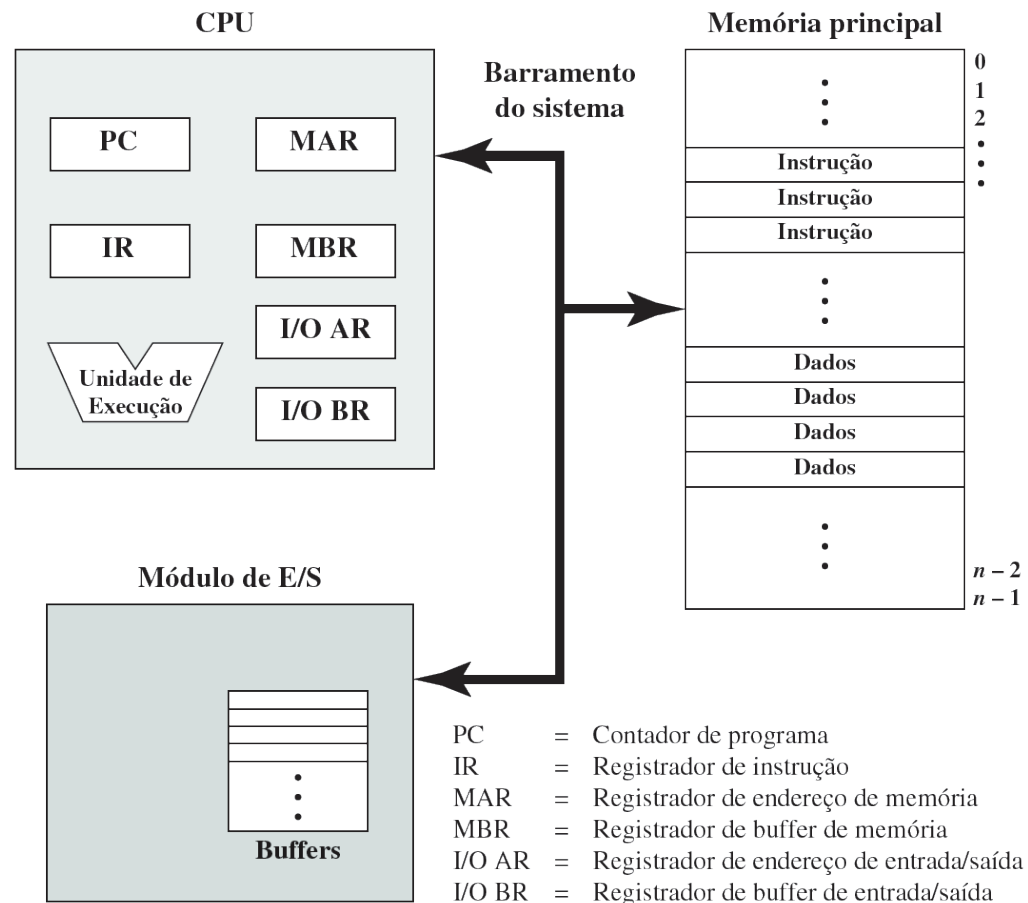 CPU
PC
MAR
IR
MBR
I/O AR
I/O BR
Unidade de
Execução
Barramento
do sistema
Memória principal
0
1
2
Instrução
Instrução
Instrução
Dados
Dados
Dados
Dados
n – 2
n – 1
Módulo de E/S
Buffers
PC = Contador de programa
IR = Registrador de instrução
MAR = Registrador de endereço de memória
MBR = Registrador de buffer de memória
I/O AR = Registrador de endereço de entrada/saída
I/O BR = Registrador de buffer de entrada/saída